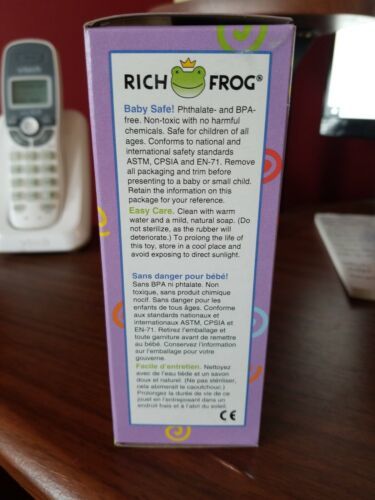 vtech
RICH FROG®
Baby Safe! Phthalate- and BPA-
free. Non-toxic with no harmful
chemicals. Safe for children of all
ages. Conforms to national and
international safety standards
ASTM, CPSIA and EN-71. Remove
all packaging and trim before
presenting to a baby or small child.
Retain the information on this
package for your reference.
Easy Care. Clean with warm
water and a mild, natural soap. (Do
not sterilize, as the rubber will
deteriorate.) To prolong the life of
this toy, store in a cool place and
avoid exposing to direct sunlight.
Sans danger pour bébé!
Sans BPA ni phtalate. Non
toxique, sans produit chimique
nocif. Sans danger pour les
enfants de tous âges. Conforme
aux standards nationaux et
internationaux ASTM, CPSIA et
EN-71. Retirez l'emballage et
toute garniture avant de remettre
au bébé. Conservez l'information
sur l'emballage pour votre
gouverne.
Facile d'entretien. Nettoyez
avec de l'eau tiède et un savon
doux et naturel. (Ne pas stériliser,
cela abimerait le caoutchouc.)
Prolongez la durée de vie de ce
jouet en l'entreposant dans un
endroit frais et à l'abri du soleil.
CE